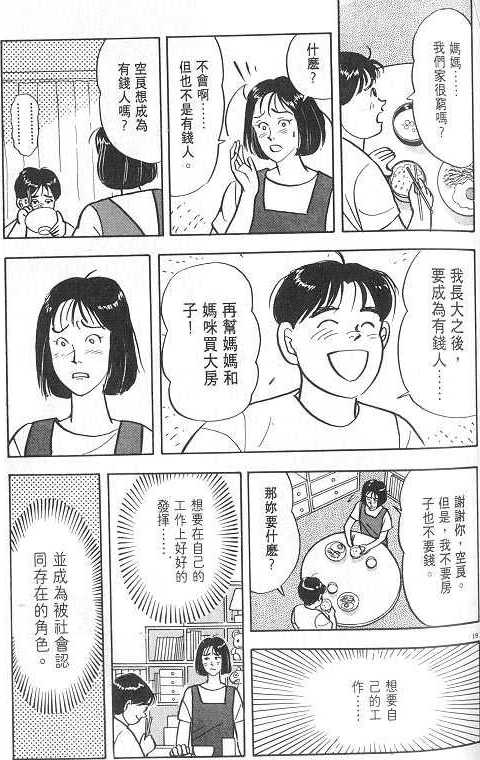 媽媽……
我們家很窮嗎？
什麼？
不會啊……
但也不是有錢人。
空良想成為
有錢人嗎？
…………
我長大之後，
要成為有錢人……
再幫媽媽和
媽咪買大房
子！
謝謝你，空良。
但是，我不要房
子也不要錢。
那妳要什麼？
19
想要自
己的工
作……
想要在自己的
工作上好好的
發揮……
並成為被社會認
同存在的角色。